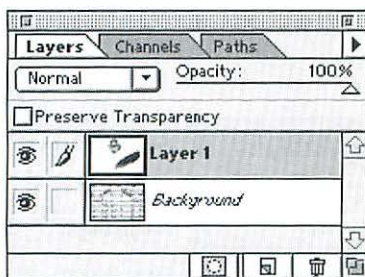 Layers Channels Paths
Normal Opacity: 100%
Preserve Transparency
Layer 1
Background